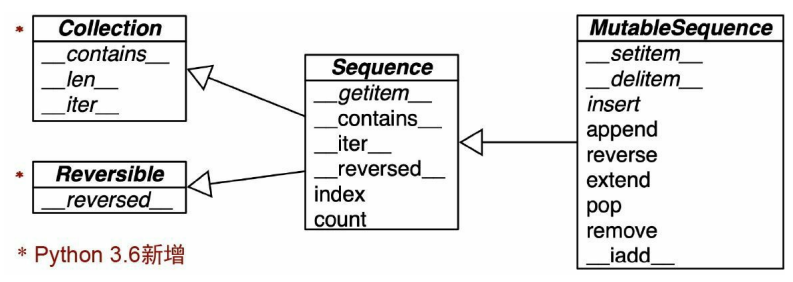 * Collection
__contains__
__len__
__iter__
* Reversible
__reversed__
* Python 3.6新增
Sequence
__getitem__
__contains__
__iter__
__reversed__
index
count
MutableSequence
__setitem__
__delitem__
insert
append
reverse
extend
pop
remove
__iadd__